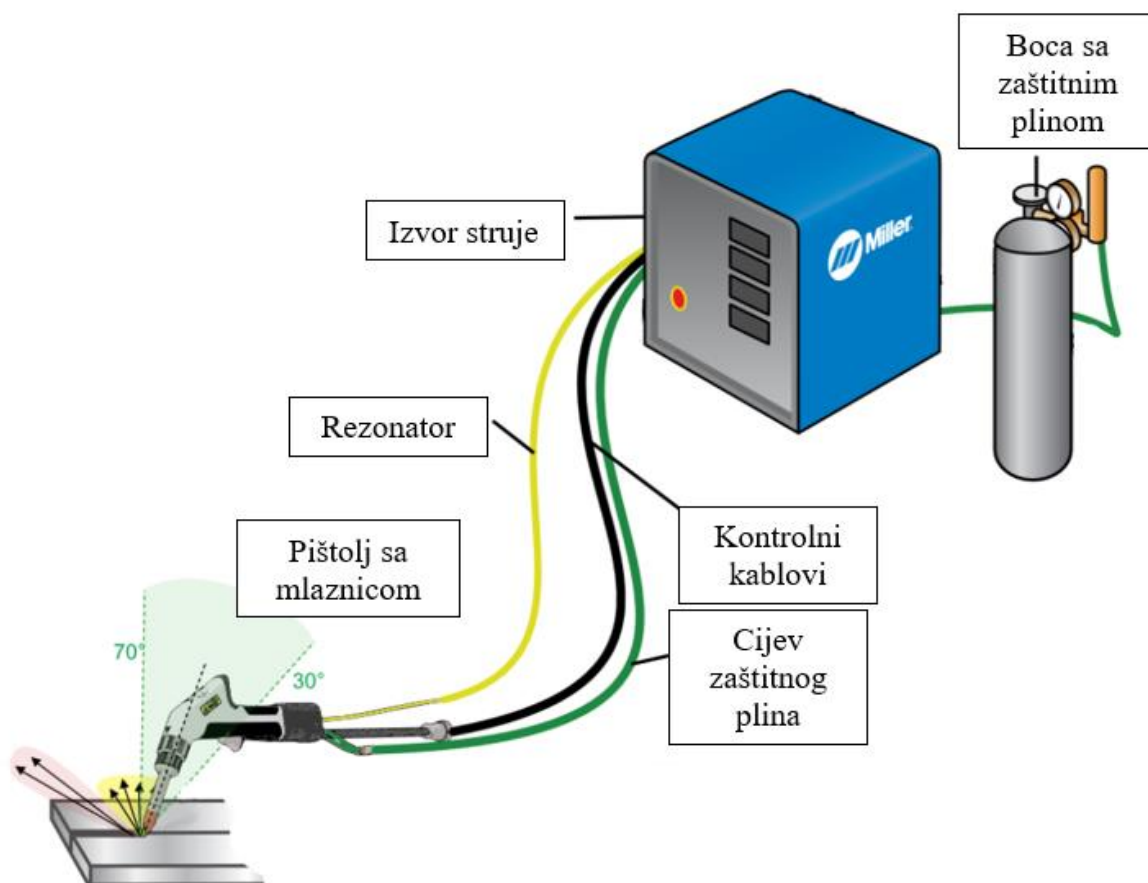 Boca sa
zaštitnim
plinom
Izvor struje
Miller
Rezonator
Kontrolni
kablovi
Pištolj sa
mlaznicom
Cijev
zaštitnog
plina
70°
30°